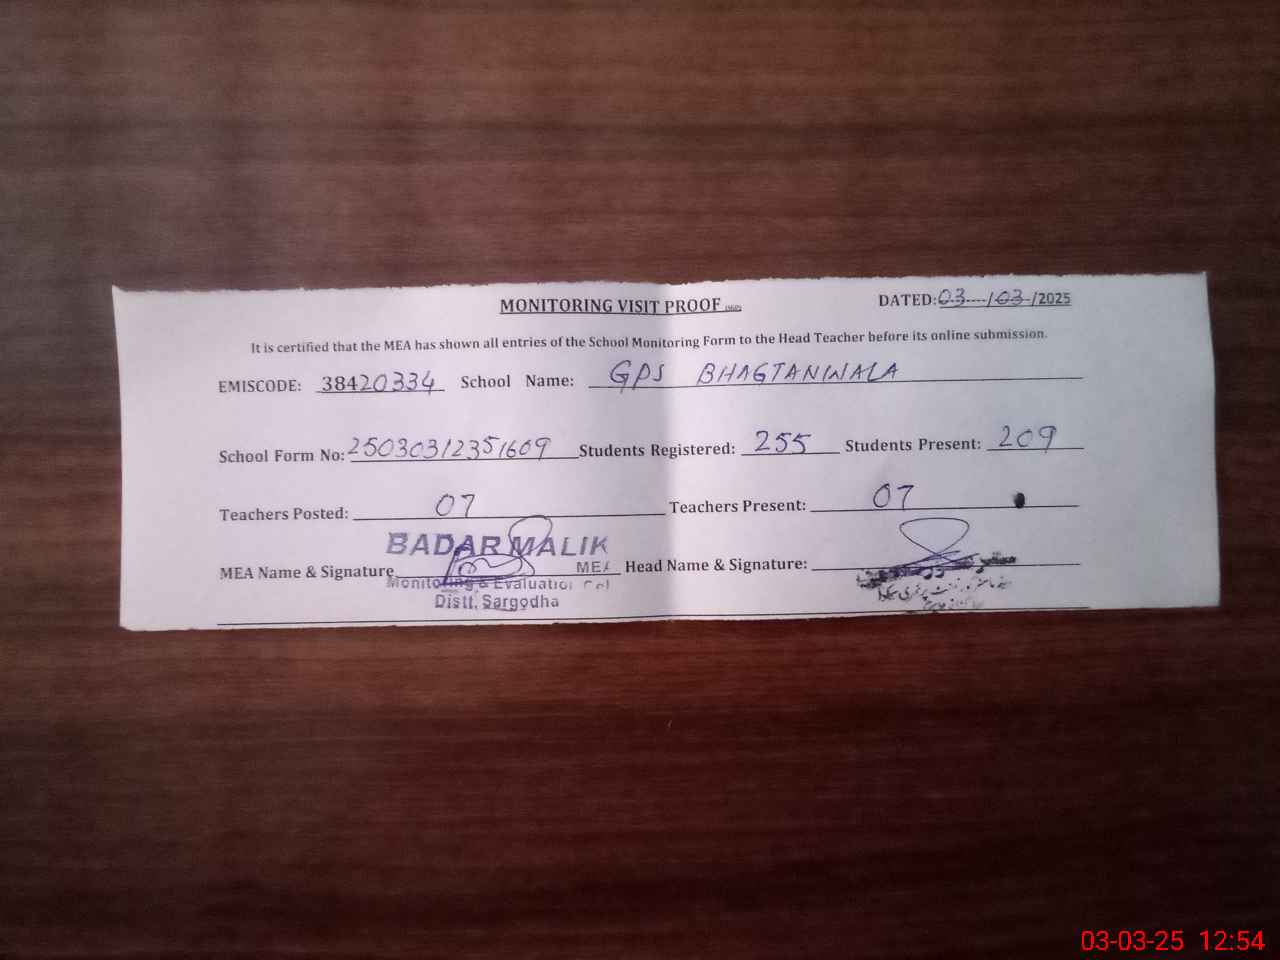 MONITORING VISIT PROOF
DATED: 03---/03-/2025
It is certified that the MEA has shown all entries of the School Monitoring Form to the Head Teacher before its online submission.
EMISCODE: 38420334 School Name: GPS BHAGTANWALA
School Form No: 25030312351609 Students Registered: 255 Students Present: 209
Teachers Posted: 07 Teachers Present: 07
BADAR MALIK
MEA
MEA Name & Signature Head Name & Signature:
Monitoring & Evaluation Cell
Distt, Sargodha
03-03-25 12:54